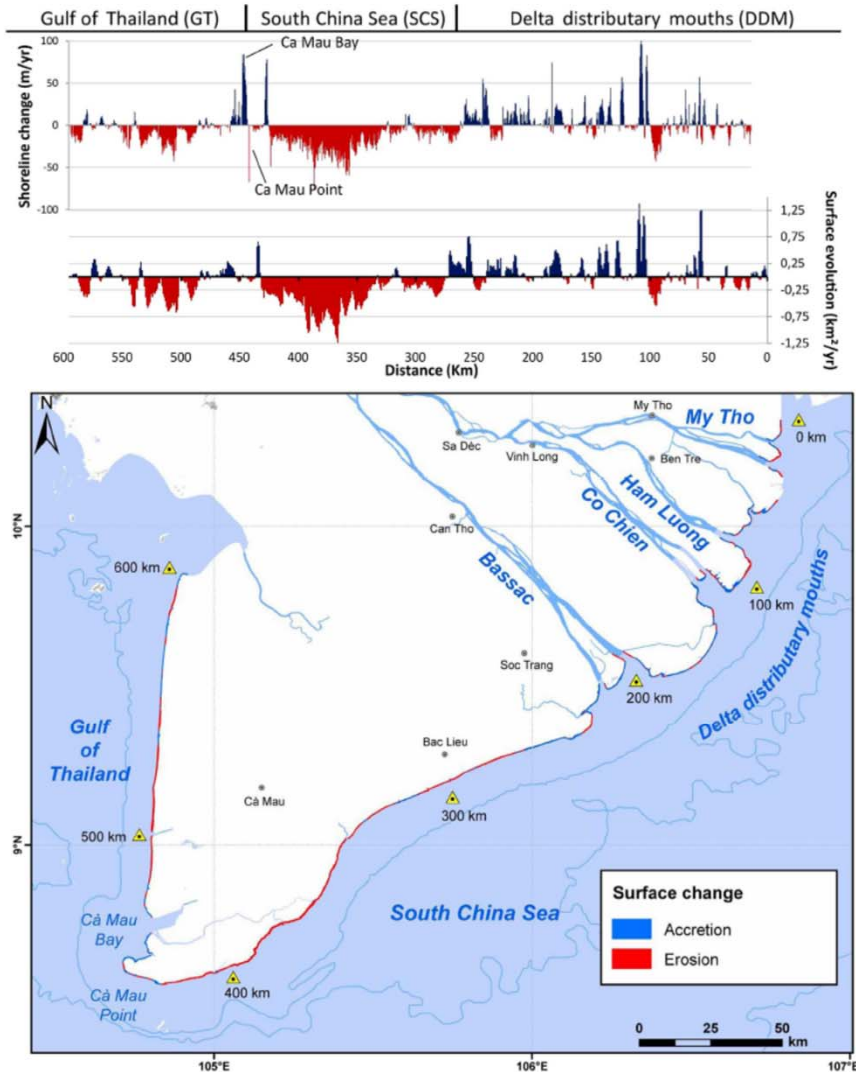 Gulf of Thailand (GT) South China Sea (SCS) Delta distributary mouths (DDM)
Shoreline change (m/yr)
100
50
0
-50
-100
Ca Mau Bay
Ca Mau Point
Surface evolution (km²/yr)
1,25
0,75
0,25
-0,25
-0,75
-1,25
600 550 500 450 400 350 300 250 200 150 100 50 0
Distance (Km)
N
My Tho
My Tho
0 km
Sa Dèc
Vinh Long
Ben Tre
Ham Luong
Co Chien
10°N
Can Tho
Bassac
600 km
100 km
Soc Trang
200 km
Delta distributary mouths
Gulf
of
Thailand
Bac Lieu
Cá Mau
300 km
500 km
9°N
South China Sea
Cá Mau
Bay
Cá Mau
Point
400 km
Surface change
Accretion
Erosion
0 25 50
km
105°E 106°E 107°E